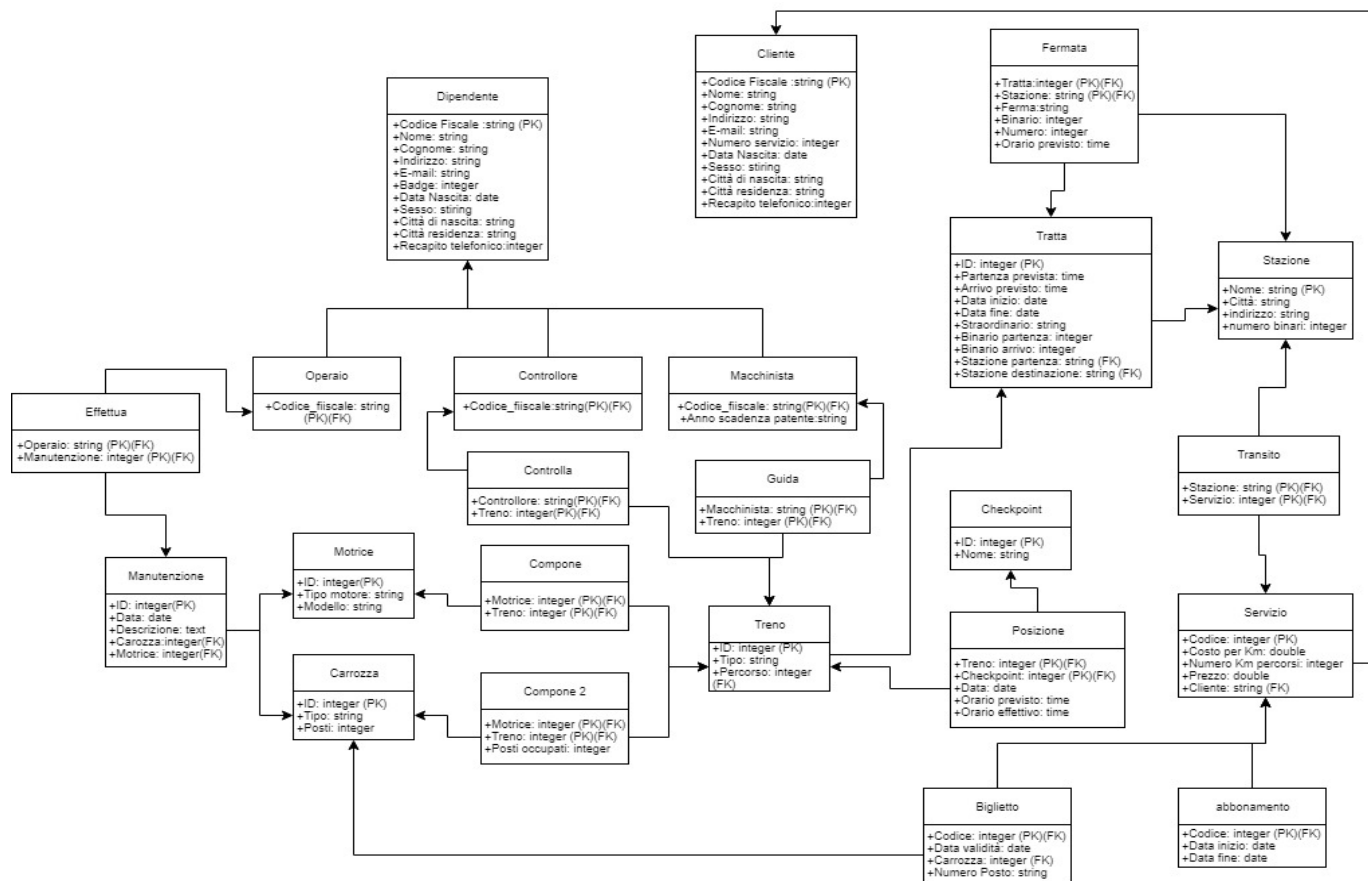 Cliente
+Codice Fiscale :string (PK)
+Nome: string
+Cognome: string
+Indirizzo: string
+E-mail: string
+Numero servizio: integer
+Data Nascita: date
+Sesso: stiring
+Città di nascita: string
+Città residenza: string
+Recapito telefonico:integer
Fermata
+Tratta:integer (PK)(FK)
+Stazione: string (PK)(FK)
+Ferma:string
+Binario: integer
+Numero: integer
+Orario previsto: time
Dipendente
+Codice Fiscale :string (PK)
+Nome: string
+Cognome: string
+Indirizzo: string
+E-mail: string
+Badge: integer
+Data Nascita: date
+Sesso: stiring
+Città di nascita: string
+Città residenza: string
+Recapito telefonico:integer
Tratta
+ID: integer (PK)
+Partenza prevista: time
+Arrivo previsto: time
+Data inizio: date
+Data fine: date
+Straordinario: string
+Binario partenza: integer
+Binario arrivo: integer
+Stazione partenza: string (FK)
+Stazione destinazione: string (FK)
Stazione
+Nome: string (PK)
+Città: string
+indirizzo: string
+numero binari: integer
Operaio
+Codice_fiiscale: string
(PK)(FK)
Controllore
+Codice_fiiscale:string(PK)(FK)
Macchinista
+Codice_fiiscale: string(PK)(FK)
+Anno scadenza patente:string
Effettua
+Operaio: string (PK)(FK)
+Manutenzione: integer (PK)(FK)
Controlla
+Controllore: string(PK)(FK)
+Treno: integer(PK)(FK)
Guida
+Macchinista: string (PK)(FK)
+Treno: integer (PK)(FK)
Transito
+Stazione: string (PK)(FK)
+Servizio: integer (PK)(FK)
Checkpoint
+ID: integer (PK)
+Nome: string
Manutenzione
+ID: integer(PK)
+Data: date
+Descrizione: text
+Carozza:integer(FK)
+Motrice: integer(FK)
Motrice
+ID: integer(PK)
+Tipo motore: string
+Modello: string
Compone
+Motrice: integer (PK)(FK)
+Treno: integer (PK)(FK)
Treno
+ID: integer (PK)
+Tipo: string
+Percorso: integer
(FK)
Posizione
+Treno: integer (PK)(FK)
+Checkpoint: integer (PK)(FK)
+Data: date
+Orario previsto: time
+Orario effettivo: time
Servizio
+Codice: integer (PK)
+Costo per Km: double
+Numero Km percorsi: integer
+Prezzo: double
+Cliente: string (FK)
Carrozza
+ID: integer (PK)
+Tipo: string
+Posti: integer
Compone 2
+Motrice: integer (PK)(FK)
+Treno: integer (PK)(FK)
+Posti occupati: integer
Biglietto
+Codice: integer (PK)(FK)
+Data validità: date
+Carrozza: integer (FK)
+Numero Posto: string
abbonamento
+Codice: integer (PK)(FK)
+Data inizio: date
+Data fine: date